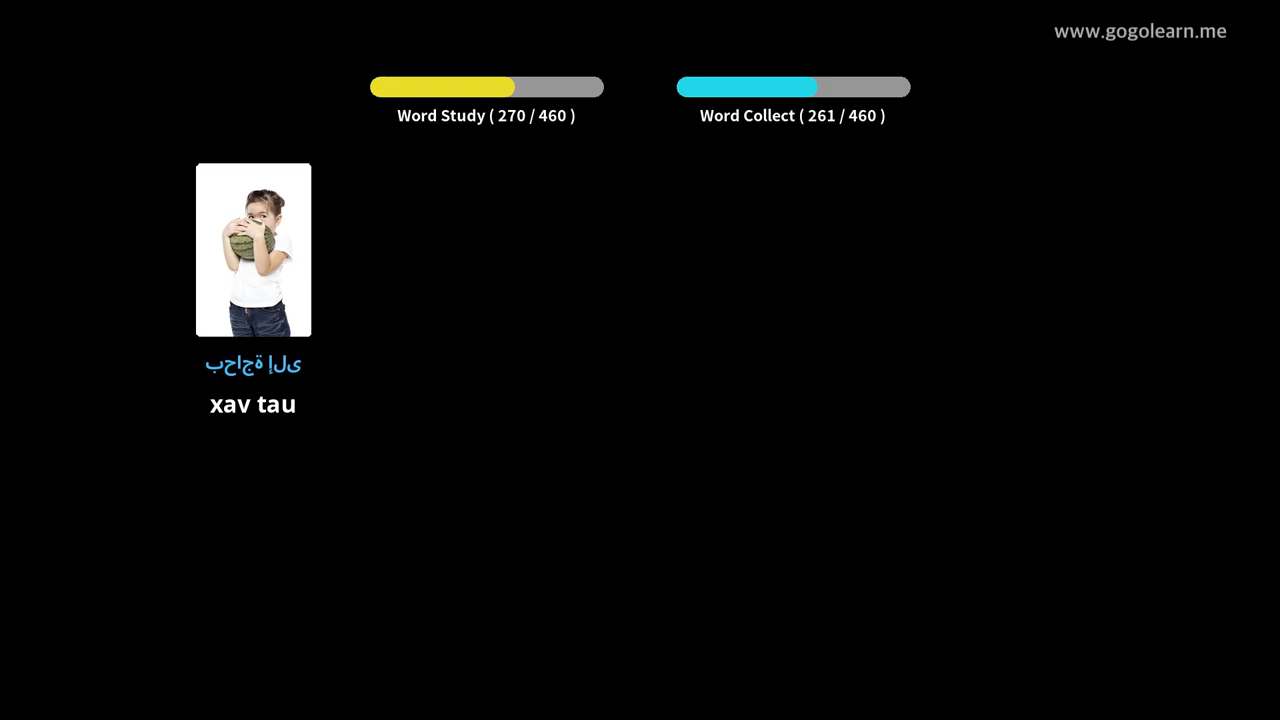 www.gogolearn.me
Word Study ( 270 / 460 )
Word Collect ( 261 / 460 )
بحاجة إلى
xav tau